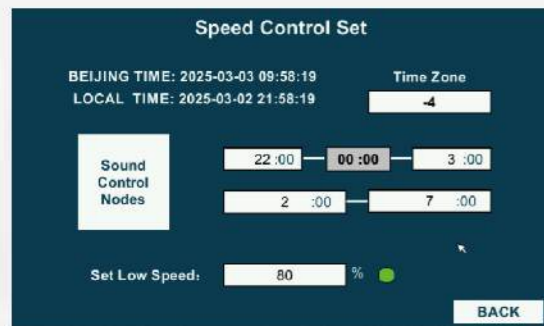 Speed Control Set
BEIJING TIME: 2025-03-03 09:58:19
Time Zone
LOCAL TIME: 2025-03-02 21:58:19
-4
Sound
Control
Nodes
22 :00 — 00 :00 — 3 :00
2 :00 — 7 :00
Set Low Speed: 80 %
BACK